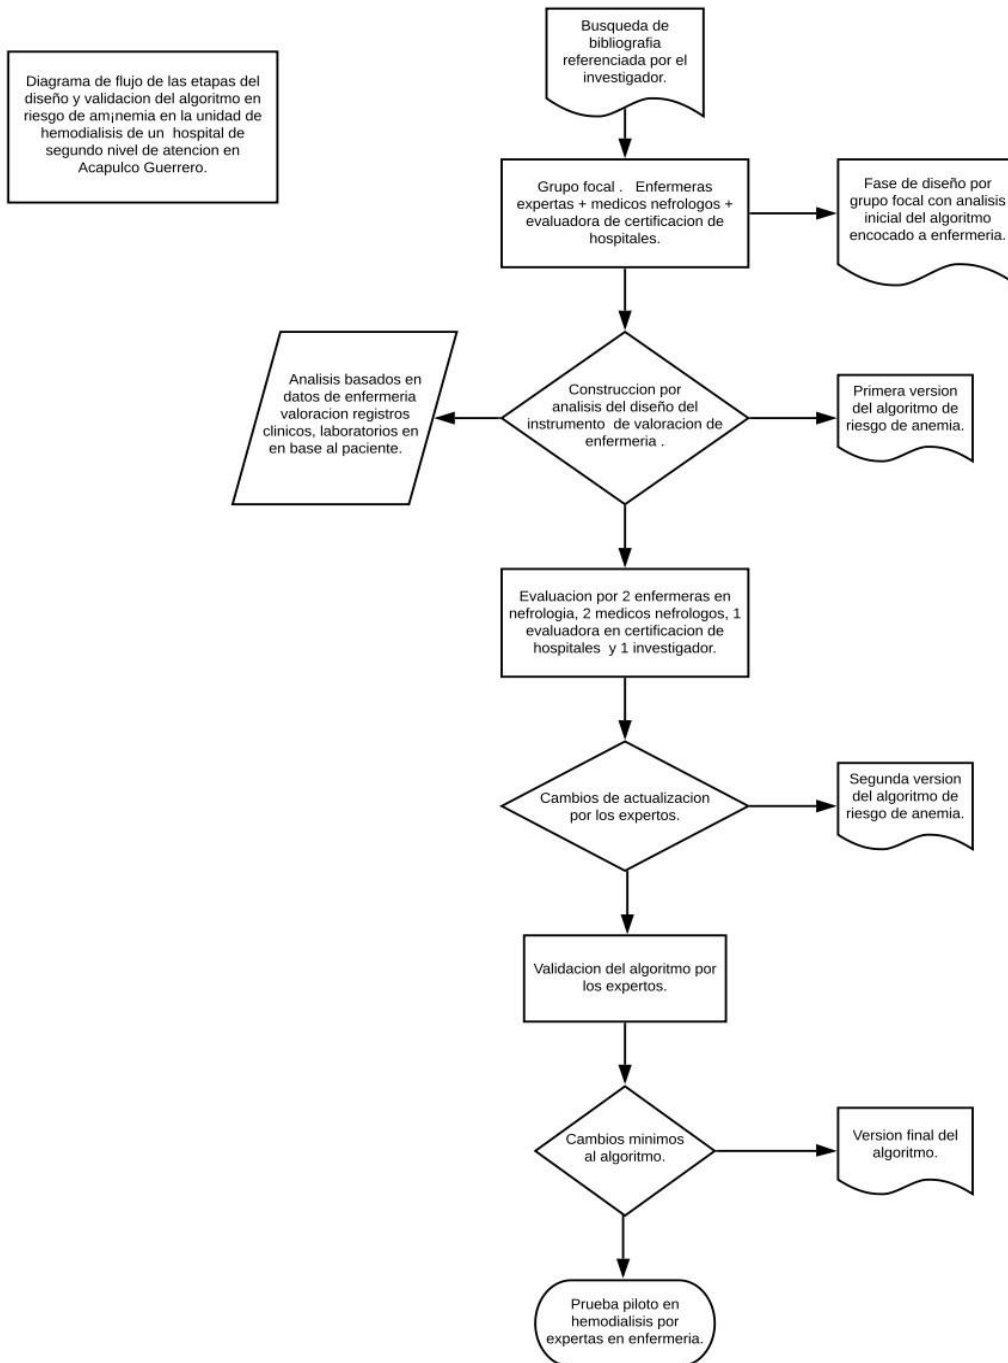 Busqueda de
bibliografia
referenciada por el
investigador.
Diagrama de flujo de las etapas del
diseño y validacion del algoritmo en
riesgo de am¡nemia en la unidad de
hemodialisis de un hospital de
segundo nivel de atencion en
Acapulco Guerrero.
Grupo focal . Enfermeras
expertas + medicos nefrologos +
evaluadora de certificacion de
hospitales.
Fase de diseño por
grupo focal con analisis
inicial del algoritmo
encocado a enfermeria.
Analisis basados en
datos de enfermeria
valoracion registros
clinicos, laboratorios en
en base al paciente.
Construccion por
analisis del diseño del
instrumento de valoracion de
enfermeria .
Primera version
del algoritmo de
riesgo de anemia.
Evaluacion por 2 enfermeras en
nefrologia, 2 medicos nefrologos, 1
evaluadora en certificacion de
hospitales y 1 investigador.
Cambios de actualizacion
por los expertos.
Segunda version
del algoritmo de
riesgo de anemia.
Validacion del algoritmo por
los expertos.
Cambios minimos
al algoritmo.
Version final del
algoritmo.
Prueba piloto en
hemodialisis por
expertas en enfermeria.